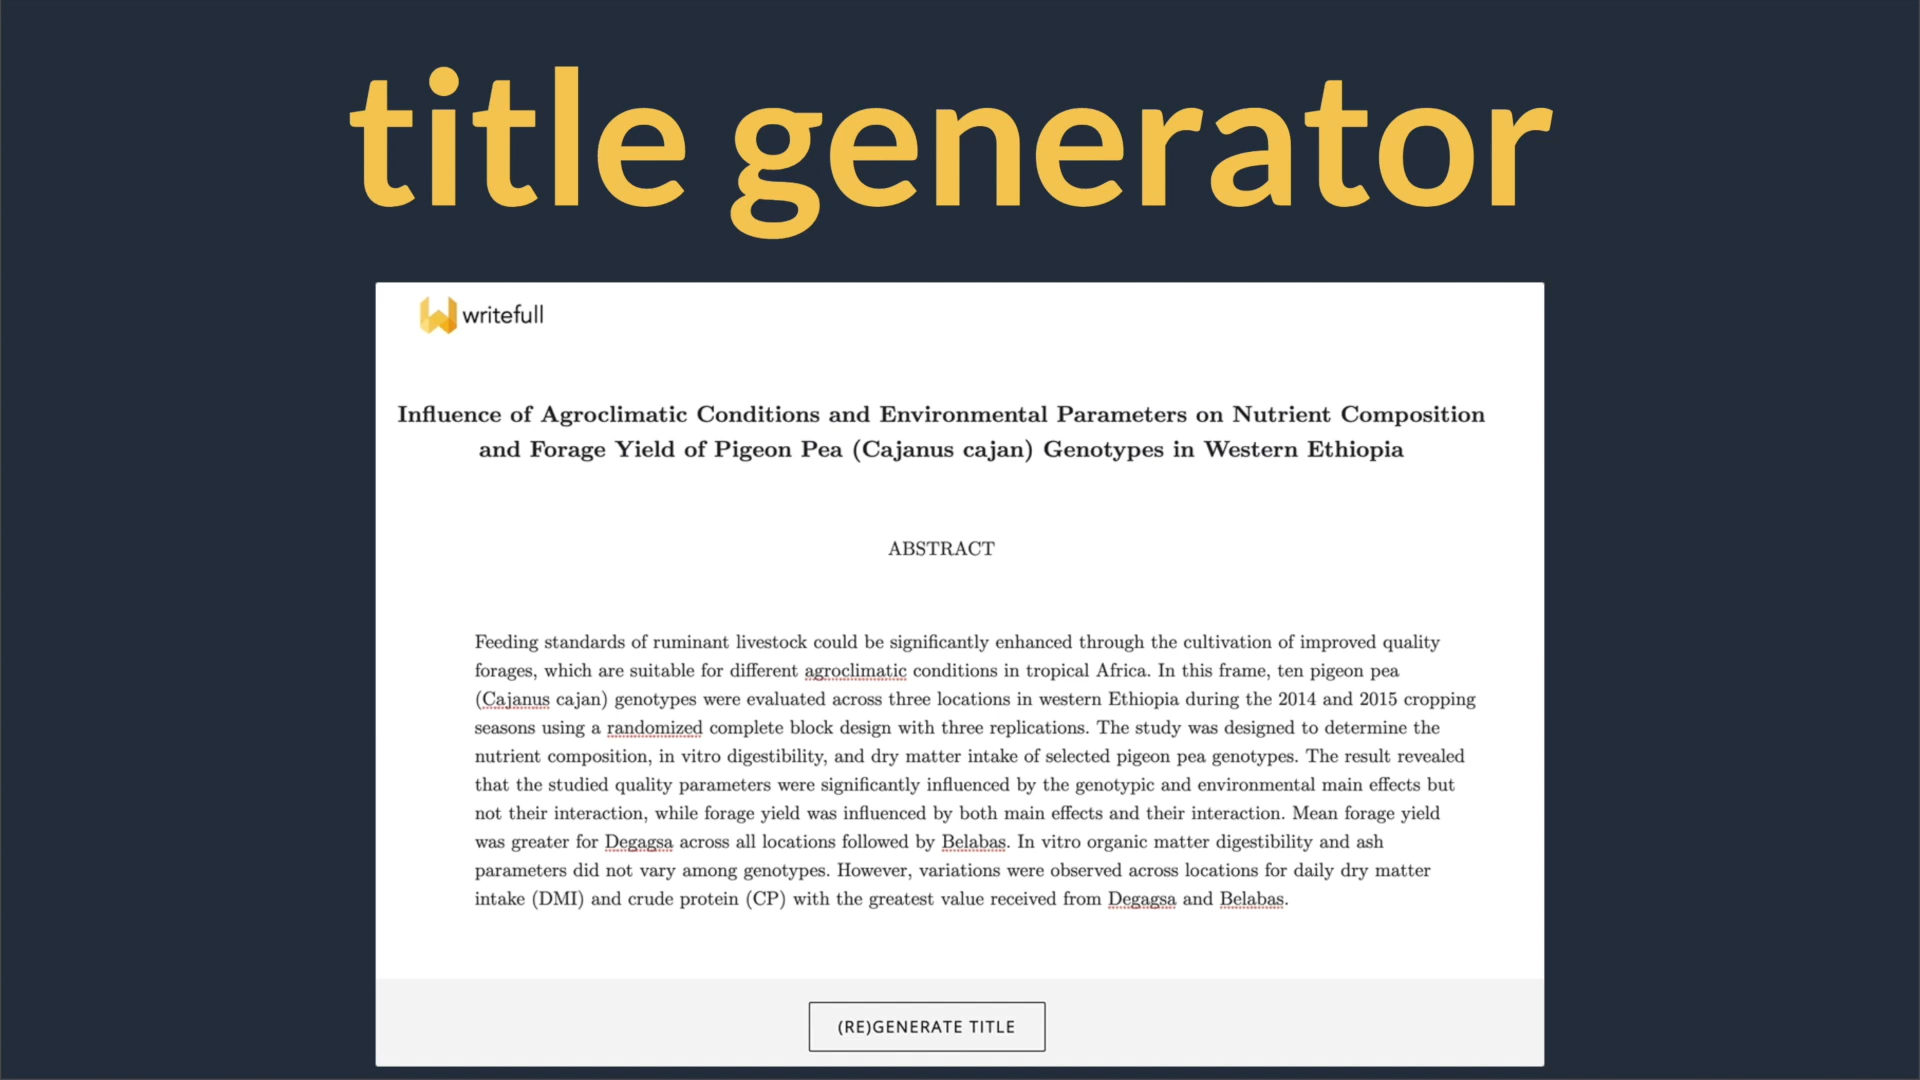 title generator
writefull
Influence of Agroclimatic Conditions and Environmental Parameters on Nutrient Composition
and Forage Yield of Pigeon Pea (Cajanus cajan) Genotypes in Western Ethiopia
ABSTRACT
Feeding standards of ruminant livestock could be significantly enhanced through the cultivation of improved quality
forages, which are suitable for different agroclimatic conditions in tropical Africa. In this frame, ten pigeon pea
(Cajanus cajan) genotypes were evaluated across three locations in western Ethiopia during the 2014 and 2015 cropping
seasons using a randomized complete block design with three replications. The study was designed to determine the
nutrient composition, in vitro digestibility, and dry matter intake of selected pigeon pea genotypes. The result revealed
that the studied quality parameters were significantly influenced by the genotypic and environmental main effects but
not their interaction, while forage yield was influenced by both main effects and their interaction. Mean forage yield
was greater for Degagsa across all locations followed by Belabas. In vitro organic matter digestibility and ash
parameters did not vary among genotypes. However, variations were observed across locations for daily dry matter
intake (DMI) and crude protein (CP) with the greatest value received from Degagsa and Belabas.
(RE)GENERATE TITLE